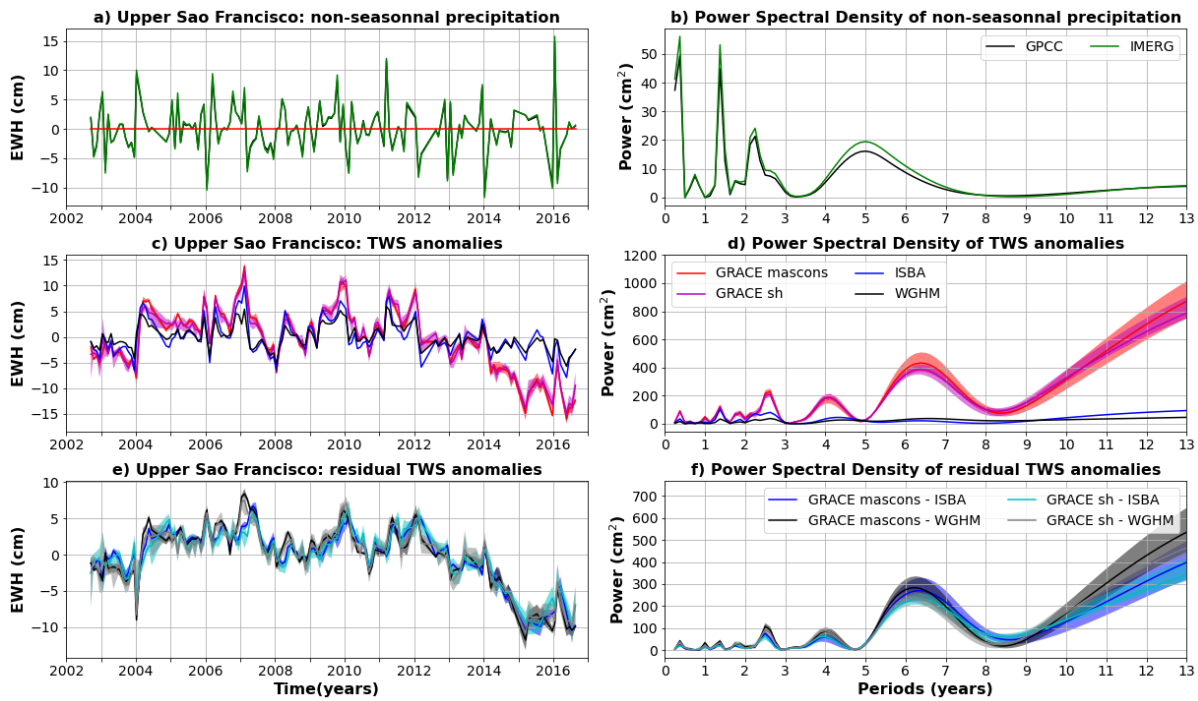 a) Upper Sao Francisco: non-seasonnal precipitation
EWH (cm)
15
10
5
0
−5
−10
2002 2004 2006 2008 2010 2012 2014 2016
b) Power Spectral Density of non-seasonnal precipitation
GPCC IMERG
Power (cm²)
50
40
30
20
10
0
0 1 2 3 4 5 6 7 8 9 10 11 12 13
c) Upper Sao Francisco: TWS anomalies
EWH (cm)
15
10
5
0
−5
−10
−15
2002 2004 2006 2008 2010 2012 2014 2016
d) Power Spectral Density of TWS anomalies
GRACE mascons ISBA
GRACE sh WGHM
Power (cm²)
1200
1000
800
600
400
200
0
0 1 2 3 4 5 6 7 8 9 10 11 12 13
e) Upper Sao Francisco: residual TWS anomalies
EWH (cm)
10
5
0
−5
−10
2002 2004 2006 2008 2010 2012 2014 2016
Time(years)
f) Power Spectral Density of residual TWS anomalies
GRACE mascons - ISBA GRACE sh - ISBA
GRACE mascons - WGHM GRACE sh - WGHM
Power (cm²)
700
600
500
400
300
200
100
0
0 1 2 3 4 5 6 7 8 9 10 11 12 13
Periods (years)